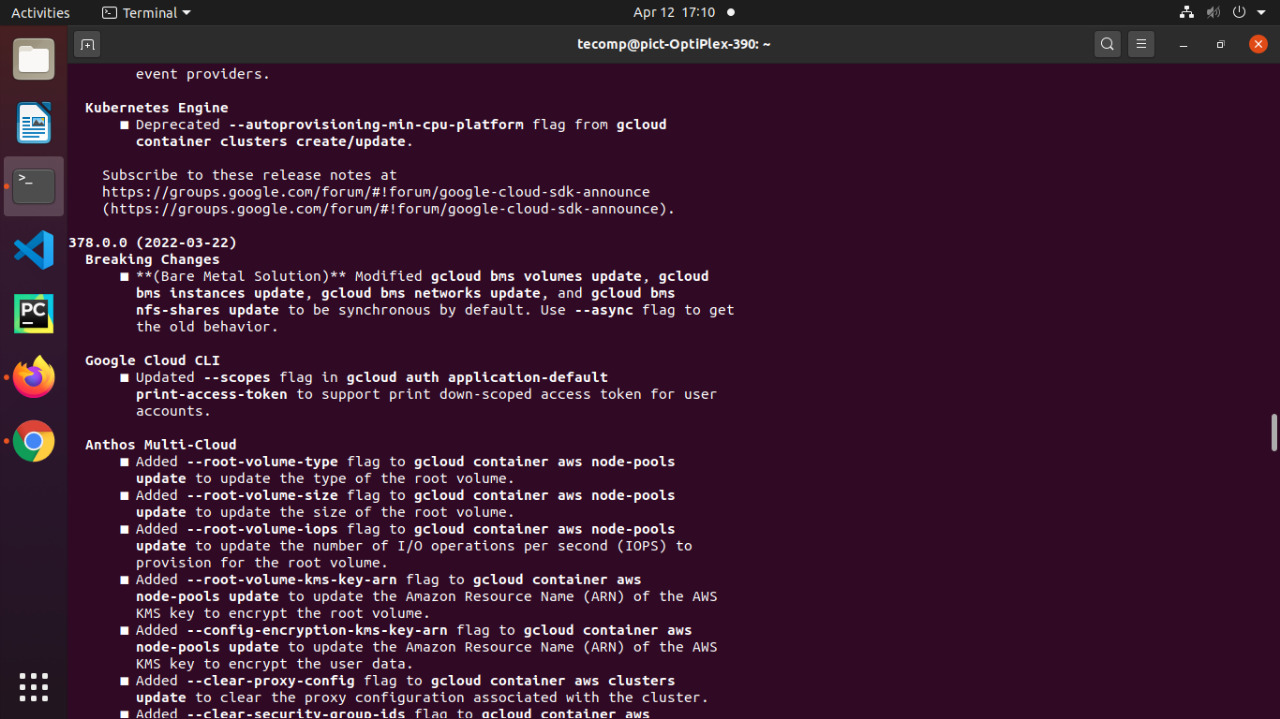 Activities
Terminal
Apr 12 17:10
tecomp@pict-OptiPlex-390: ~
event providers.
Kubernetes Engine
■ Deprecated --autoprovisioning-min-cpu-platform flag from gcloud
container clusters create/update.
Subscribe to these release notes at
https://groups.google.com/forum/#!forum/google-cloud-sdk-announce
(https://groups.google.com/forum/#!forum/google-cloud-sdk-announce).
378.0.0 (2022-03-22)
Breaking Changes
■ **(Bare Metal Solution)** Modified gcloud bms volumes update, gcloud
bms instances update, gcloud bms networks update, and gcloud bms
nfs-shares update to be synchronous by default. Use --async flag to get
the old behavior.
Google Cloud CLI
■ Updated --scopes flag in gcloud auth application-default
print-access-token to support print down-scoped access token for user
accounts.
Anthos Multi-Cloud
■ Added --root-volume-type flag to gcloud container aws node-pools
update to update the type of the root volume.
■ Added --root-volume-size flag to gcloud container aws node-pools
update to update the size of the root volume.
■ Added --root-volume-iops flag to gcloud container aws node-pools
update to update the number of I/O operations per second (IOPS) to
provision for the root volume.
■ Added --root-volume-kms-key-arn flag to gcloud container aws
node-pools update to update the Amazon Resource Name (ARN) of the AWS
KMS key to encrypt the root volume.
■ Added --config-encryption-kms-key-arn flag to gcloud container aws
node-pools update to update the Amazon Resource Name (ARN) of the AWS
KMS key to encrypt the user data.
■ Added --clear-proxy-config flag to gcloud container aws clusters
update to clear the proxy configuration associated with the cluster.
■ Added --clear-security-group-ids flag to gcloud container aws
PC